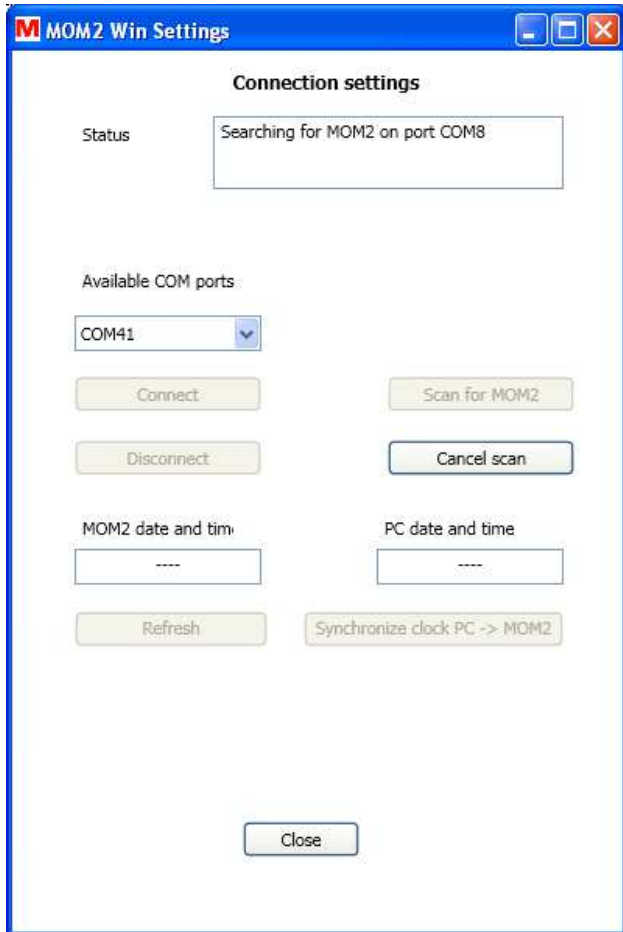 M MOM2 Win Settings
Connection settings
Status
Searching for MOM2 on port COM8
Available COM ports
COM41
Connect
Scan for MOM2
Disconnect
Cancel scan
MOM2 date and tim
PC date and time
----
----
Refresh
Synchronize clock PC -> MOM2
Close